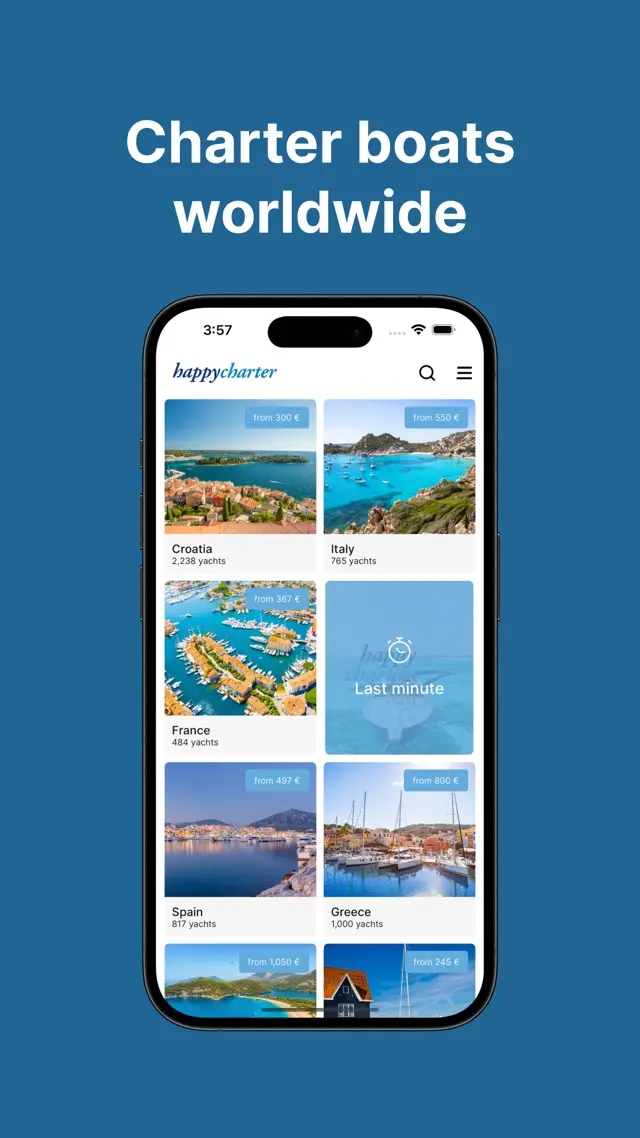 Charter boats
worldwide
3:57
happycharter
from 300 €
from 550 €
Croatia
2,238 yachts
Italy
765 yachts
from 367 €
Last minute
France
484 yachts
from 497 €
from 800 €
Spain
817 yachts
Greece
1,000 yachts
from 1,050 €
from 245 €